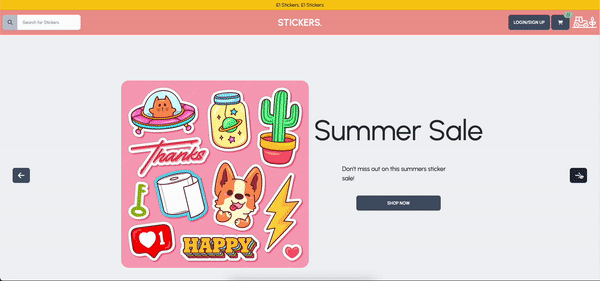 £1 Stickers. £1 Stickers
Search for Stickers
STICKERS.
LOGIN/SIGN UP
Summer Sale
Thanks
Don't miss out on this summers sticker
sale!
SHOP NOW
1
HAPPY